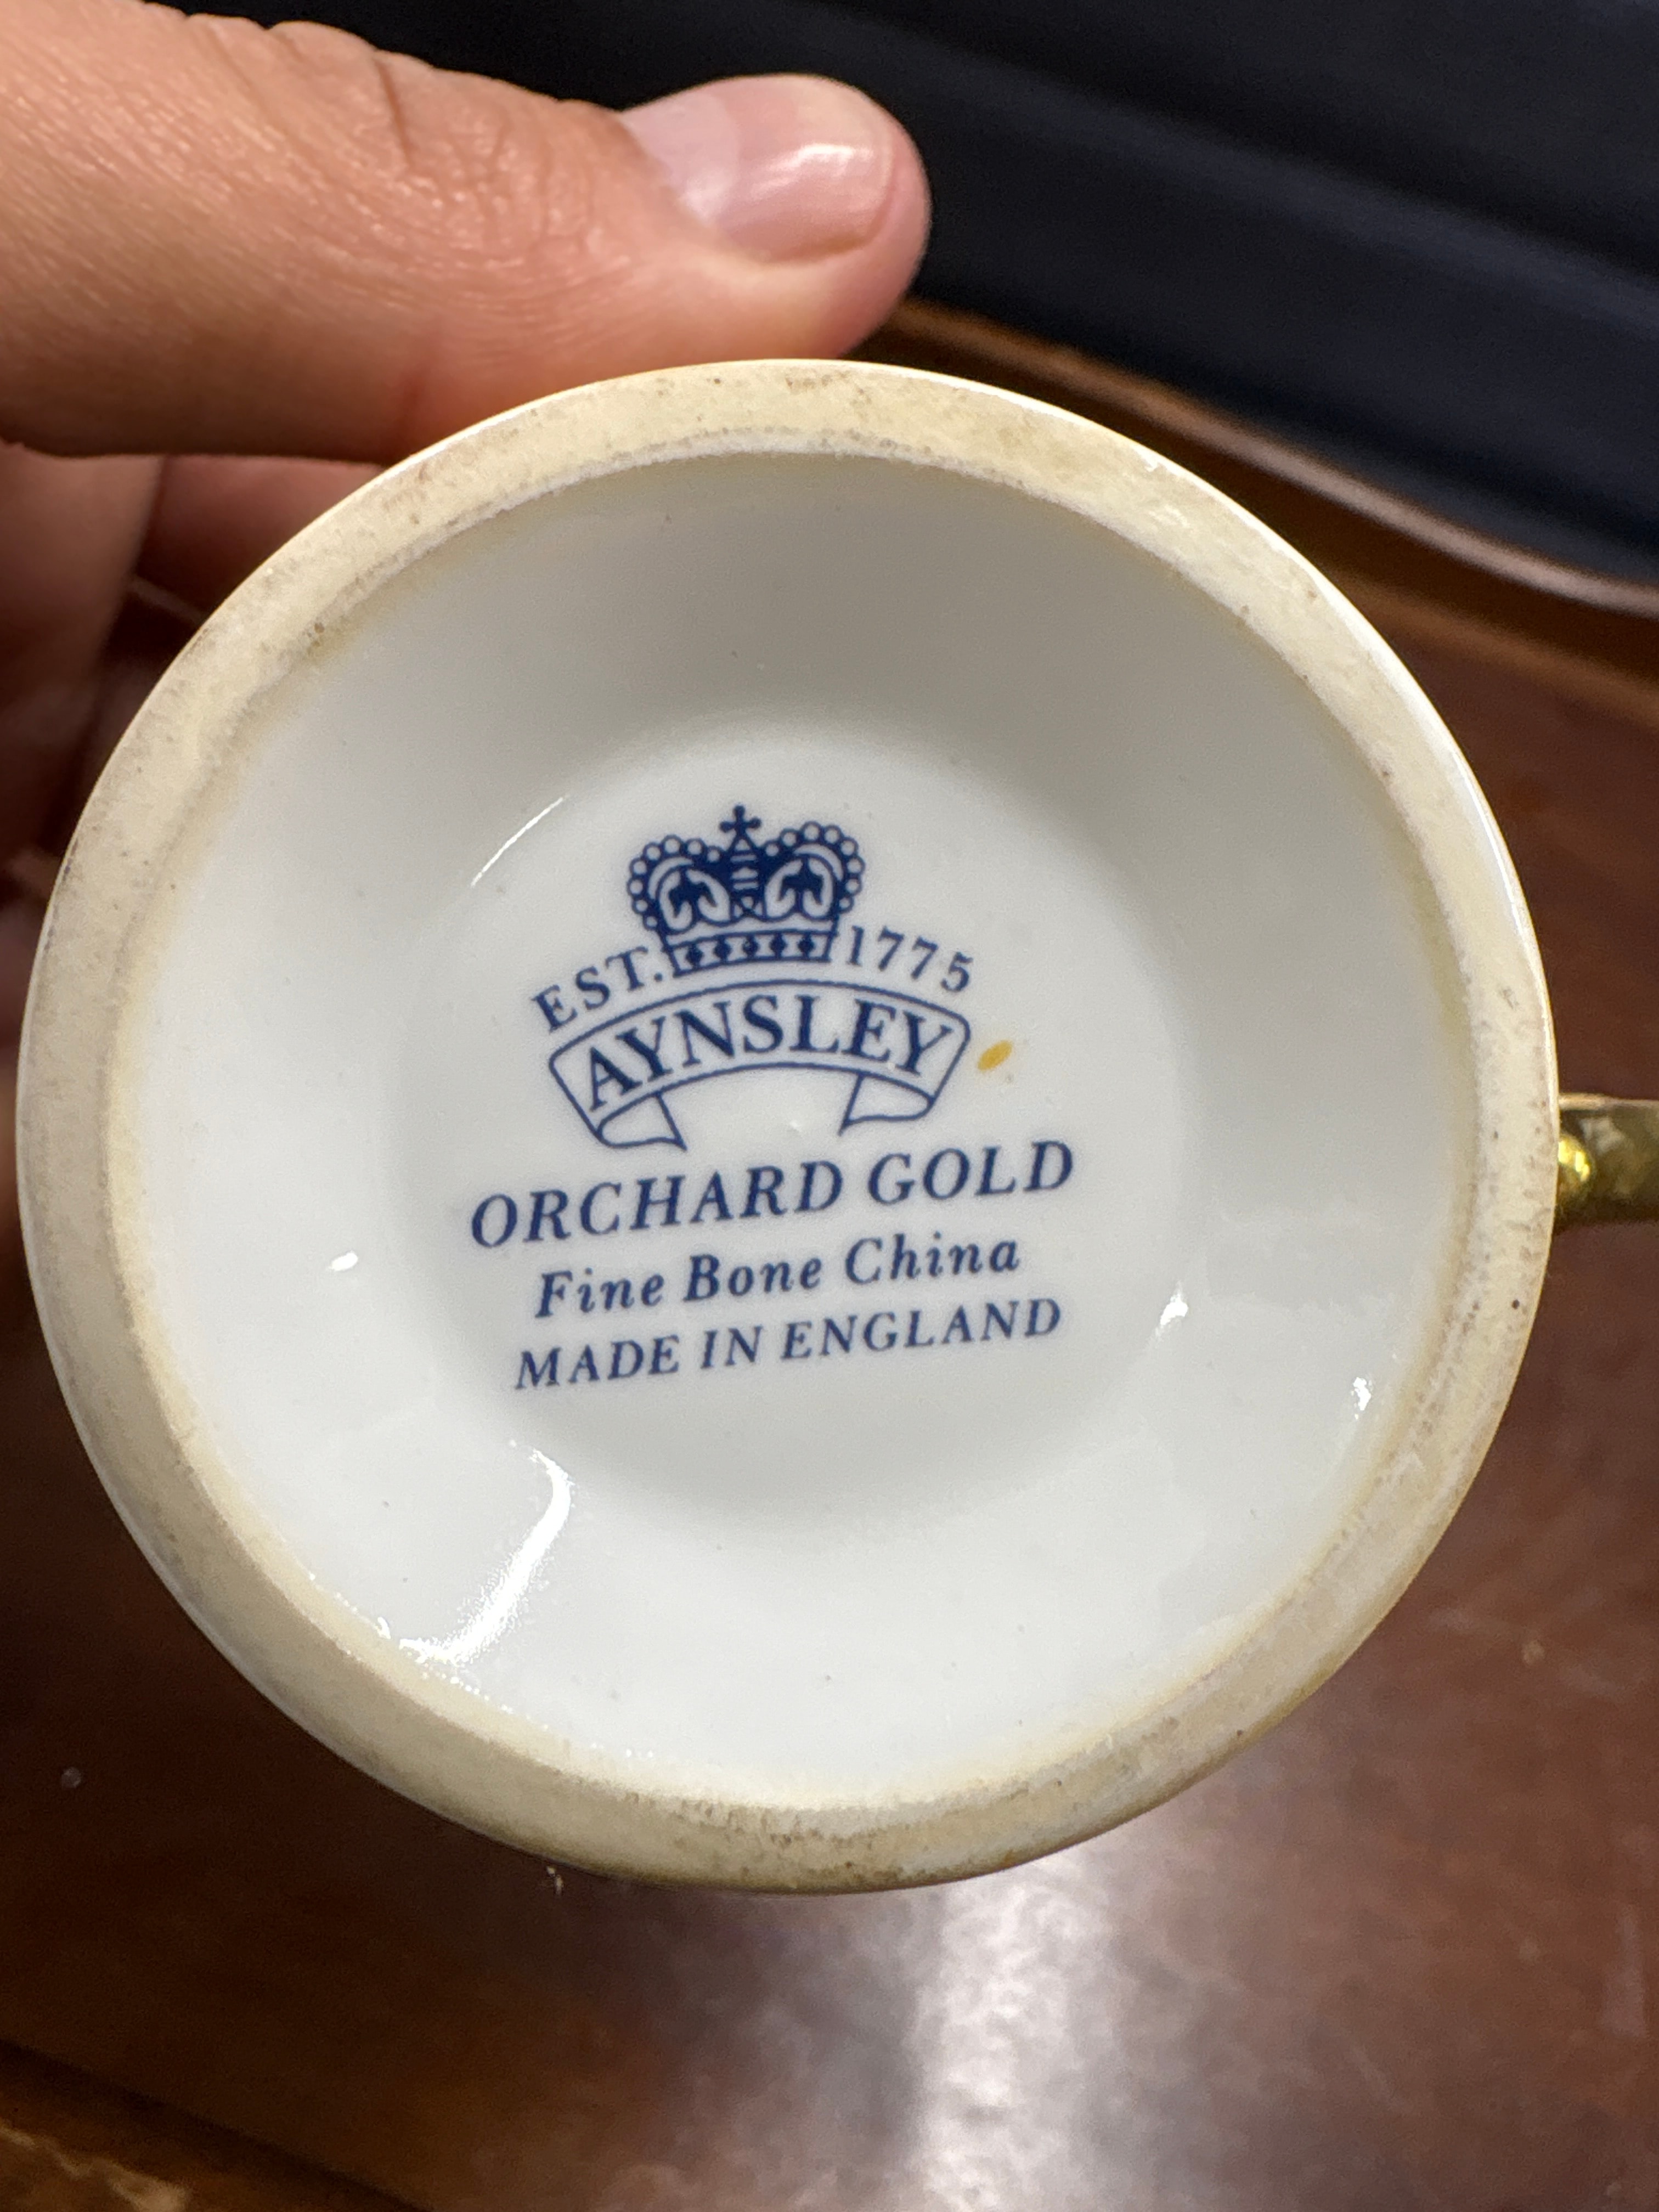 EST. 1775
AYNSLEY
ORCHARD GOLD
Fine Bone China
MADE IN ENGLAND